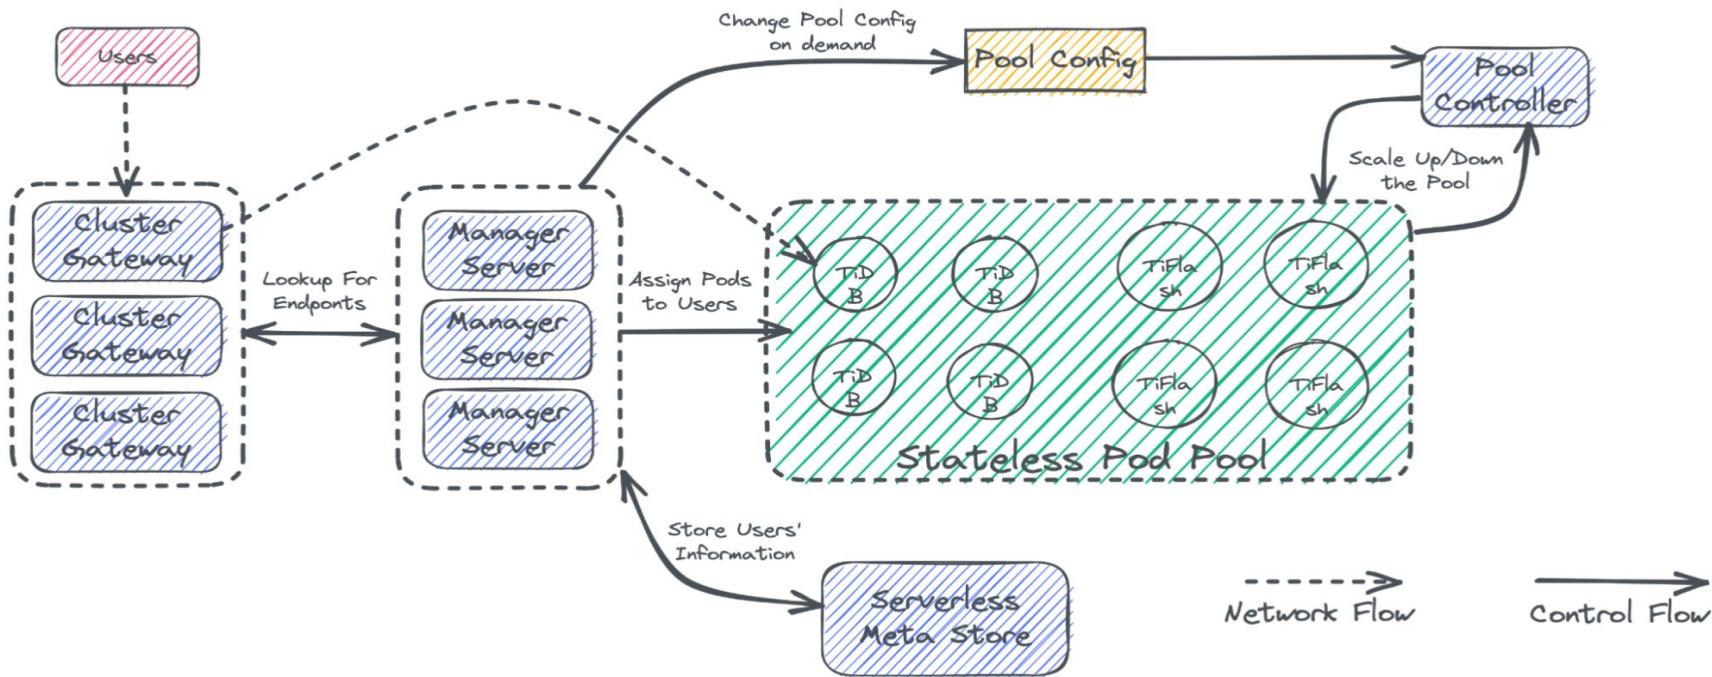 Change Pool Config
on demand
Users
Pool Config
Pool
Controller
Scale Up/Down
the Pool
Cluster
Gateway
Cluster
Gateway
Cluster
Gateway
Lookup For
Endponts
Manager
Server
Manager
Server
Manager
Server
Assign Pods
to Users
TiD
B
TiD
B
TiFla
sh
TiFla
sh
TiD
B
TiD
B
TiFla
sh
TiFla
sh
Stateless Pod Pool
Store Users'
Information
Serverless
Meta Store
Network Flow
Control Flow